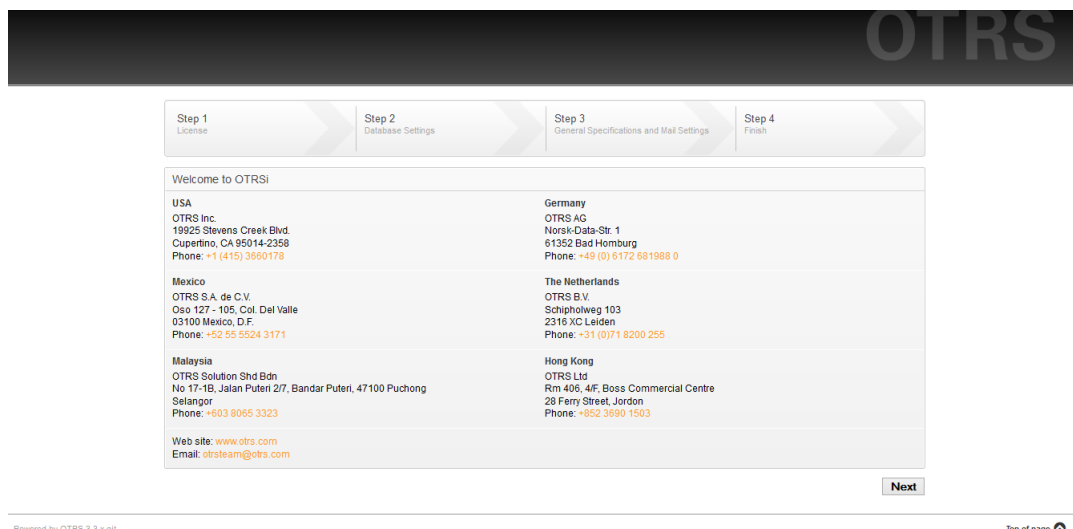 OTRS
Step 1
License
Step 2
Database Settings
Step 3
General Specifications and Mail Settings
Step 4
Finish
Welcome to OTRSi
USA
OTRS Inc.
19925 Stevens Creek Blvd.
Cupertino, CA 95014-2358
Phone: +1 (415) 3660178
Germany
OTRS AG
Norsk-Data-Str. 1
61352 Bad Homburg
Phone: +49 (0) 6172 681988 0
Mexico
OTRS S.A. de C.V.
Oso 127 - 105, Col. Del Valle
03100 Mexico, D.F.
Phone: +52 55 5524 3171
The Netherlands
OTRS B.V.
Schipholweg 103
2316 XC Leiden
Phone: +31 (0)71 8200 255
Malaysia
OTRS Solution Shd Bdn
No 17-1B, Jalan Puteri 2/7, Bandar Puteri, 47100 Puchong
Selangor
Phone: +603 8065 3323
Hong Kong
OTRS Ltd
Rm 406, 4/F, Boss Commercial Centre
28 Ferry Street, Jordon
Phone: +852 3690 1503
Web site: www.otrs.com
Email: otrsteam@otrs.com
Next
Powered by OTRS 3.3.x git
Top of page